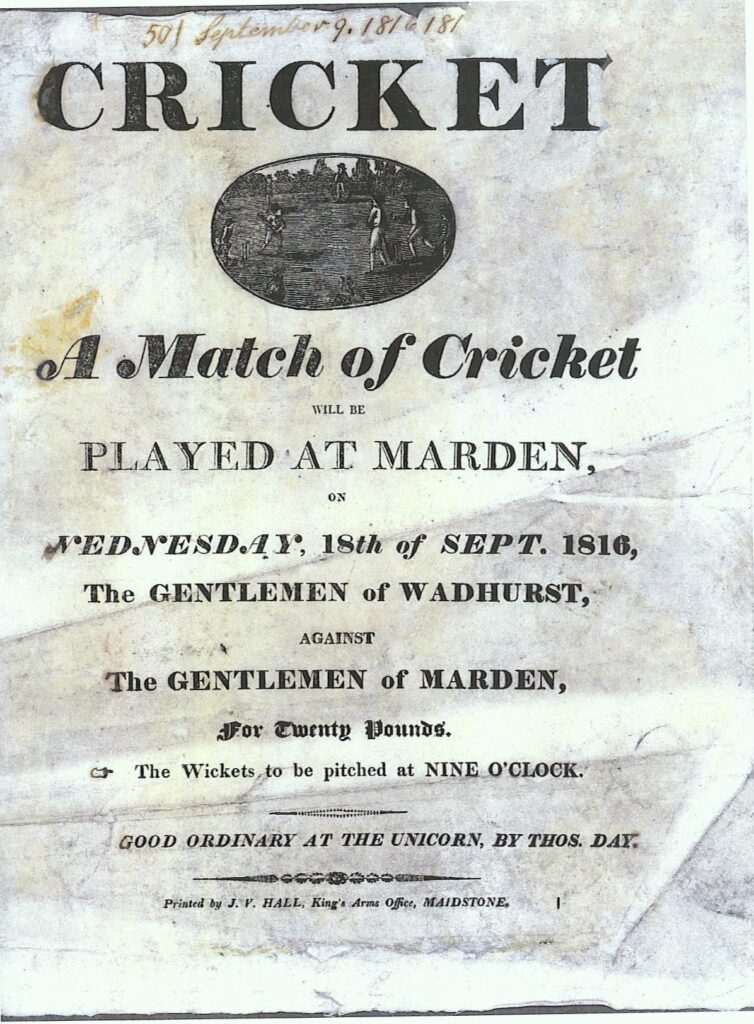 50 September 9. 1816 181
CRICKET
A Match of Cricket
WILL BE
PLAYED AT MARDEN,
ON
WEDNESDAY, 18th of SEPT. 1816,
The GENTLEMEN of WADHURST,
AGAINST
The GENTLEMEN of MARDEN,
For Twenty Pounds.
☞ The Wickets to be pitched at NINE O'CLOCK.
GOOD ORDINARY AT THE UNICORN, BY THOS. DAY.
Printed by J. V. HALL, King's Arms Office, MAIDSTONE.